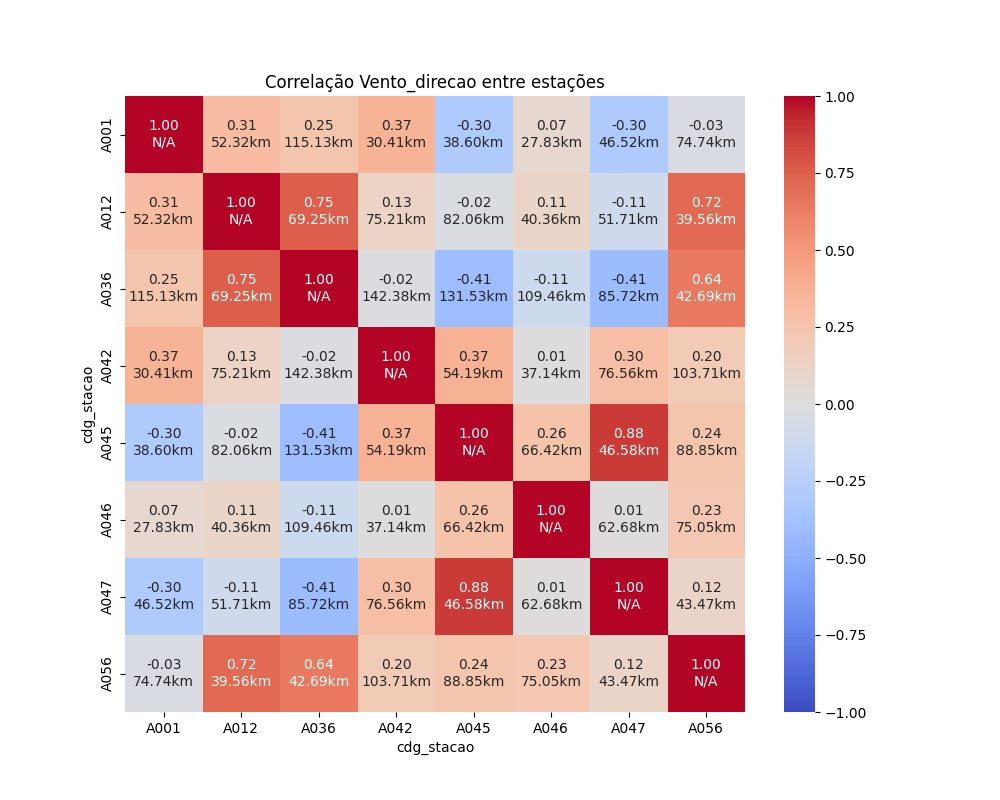 Correlação Vento_direcao entre estações
A001 1.00 0.31 0.25 0.37 -0.30 0.07 -0.30 -0.03
N/A 52.32km 115.13km 30.41km 38.60km 27.83km 46.52km 74.74km
A012 0.31 1.00 0.75 0.13 -0.02 0.11 -0.11 0.72
52.32km N/A 69.25km 75.21km 82.06km 40.36km 51.71km 39.56km
A036 0.25 0.75 1.00 -0.02 -0.41 -0.11 -0.41 0.64
115.13km 69.25km N/A 142.38km 131.53km 109.46km 85.72km 42.69km
A042 0.37 0.13 -0.02 1.00 0.37 0.01 0.30 0.20
30.41km 75.21km 142.38km N/A 54.19km 37.14km 76.56km 103.71km
A045 -0.30 -0.02 -0.41 0.37 1.00 0.26 0.88 0.24
38.60km 82.06km 131.53km 54.19km N/A 66.42km 46.58km 88.85km
A046 0.07 0.11 -0.11 0.01 0.26 1.00 0.01 0.23
27.83km 40.36km 109.46km 37.14km 66.42km N/A 62.68km 75.05km
A047 -0.30 -0.11 -0.41 0.30 0.88 0.01 1.00 0.12
46.52km 51.71km 85.72km 76.56km 46.58km 62.68km N/A 43.47km
A056 -0.03 0.72 0.64 0.20 0.24 0.23 0.12 1.00
74.74km 39.56km 42.69km 103.71km 88.85km 75.05km 43.47km N/A
A001 A012 A036 A042 A045 A046 A047 A056
cdg_stacao
cdg_stacao
1.00
0.75
0.50
0.25
0.00
−0.25
−0.50
−0.75
−1.00